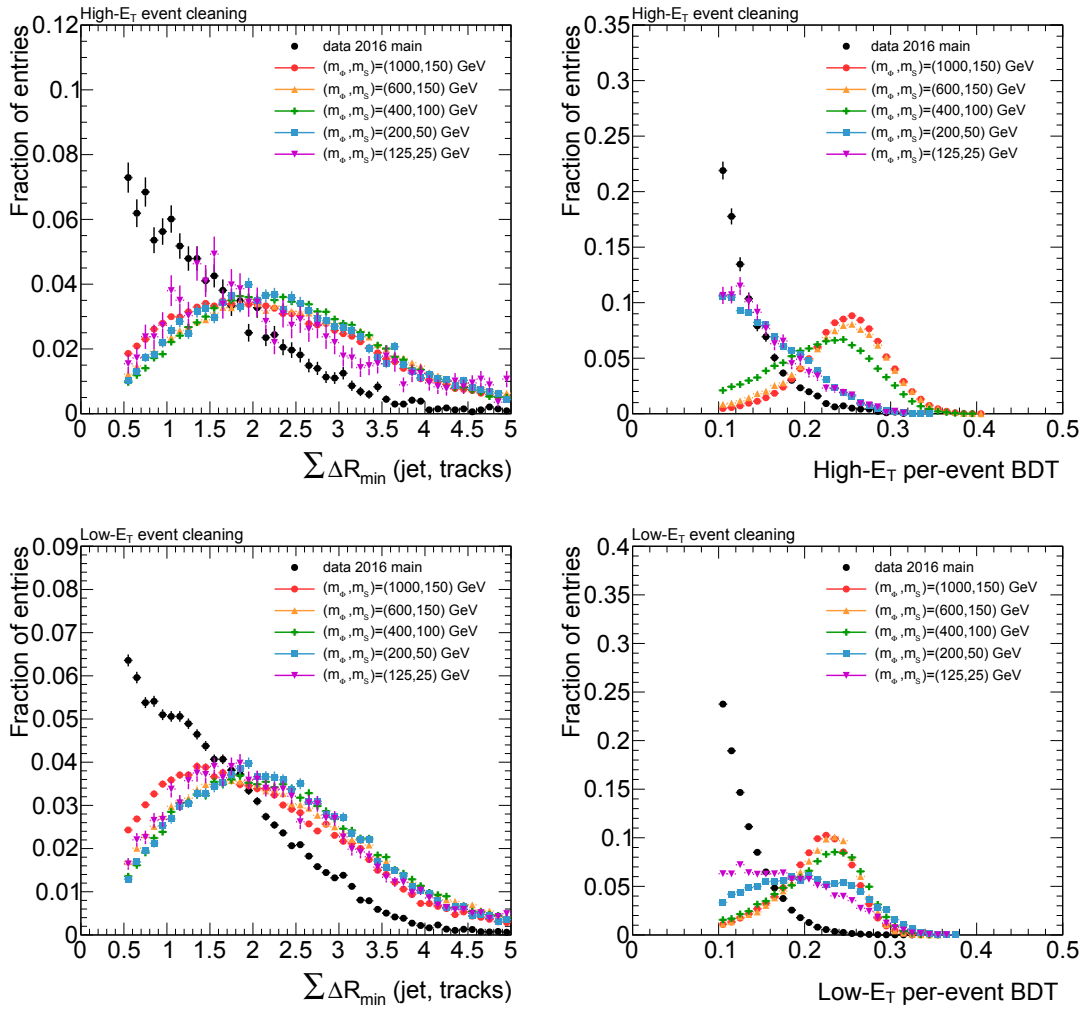 High-E_T event cleaning
Fraction of entries
0.12
0.1
0.08
0.06
0.04
0.02
0
data 2016 main
(m_Φ,m_S)=(1000,150) GeV
(m_Φ,m_S)=(600,150) GeV
(m_Φ,m_S)=(400,100) GeV
(m_Φ,m_S)=(200,50) GeV
(m_Φ,m_S)=(125,25) GeV
0 0.5 1 1.5 2 2.5 3 3.5 4 4.5 5
∑ ΔR_min (jet, tracks)
High-E_T event cleaning
Fraction of entries
0.35
0.3
0.25
0.2
0.15
0.1
0.05
0
data 2016 main
(m_Φ,m_S)=(1000,150) GeV
(m_Φ,m_S)=(600,150) GeV
(m_Φ,m_S)=(400,100) GeV
(m_Φ,m_S)=(200,50) GeV
(m_Φ,m_S)=(125,25) GeV
0 0.1 0.2 0.3 0.4 0.5
High-E_T per-event BDT
Low-E_T event cleaning
Fraction of entries
0.09
0.08
0.07
0.06
0.05
0.04
0.03
0.02
0.01
0
data 2016 main
(m_Φ,m_S)=(1000,150) GeV
(m_Φ,m_S)=(600,150) GeV
(m_Φ,m_S)=(400,100) GeV
(m_Φ,m_S)=(200,50) GeV
(m_Φ,m_S)=(125,25) GeV
0 0.5 1 1.5 2 2.5 3 3.5 4 4.5 5
∑ ΔR_min (jet, tracks)
Low-E_T event cleaning
Fraction of entries
0.4
0.35
0.3
0.25
0.2
0.15
0.1
0.05
0
data 2016 main
(m_Φ,m_S)=(1000,150) GeV
(m_Φ,m_S)=(600,150) GeV
(m_Φ,m_S)=(400,100) GeV
(m_Φ,m_S)=(200,50) GeV
(m_Φ,m_S)=(125,25) GeV
0 0.1 0.2 0.3 0.4 0.5
Low-E_T per-event BDT